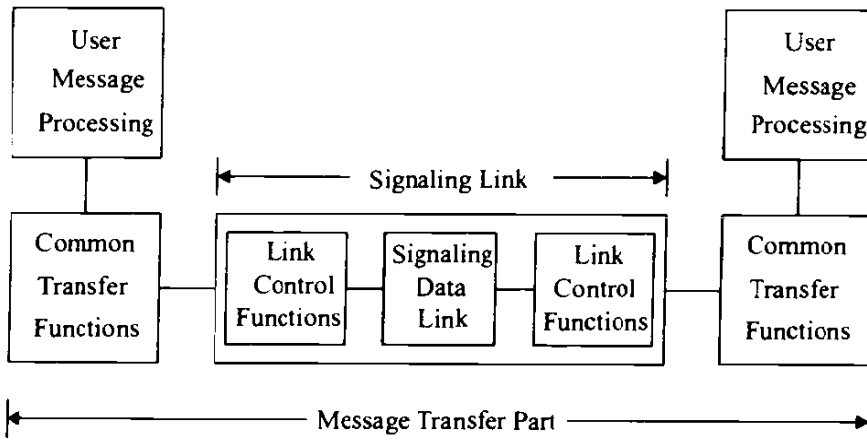 User
Message
Processing
User
Message
Processing
Signaling Link
Common
Transfer
Functions
Link
Control
Functions
Signaling
Data
Link
Link
Control
Functions
Common
Transfer
Functions
Message Transfer Part